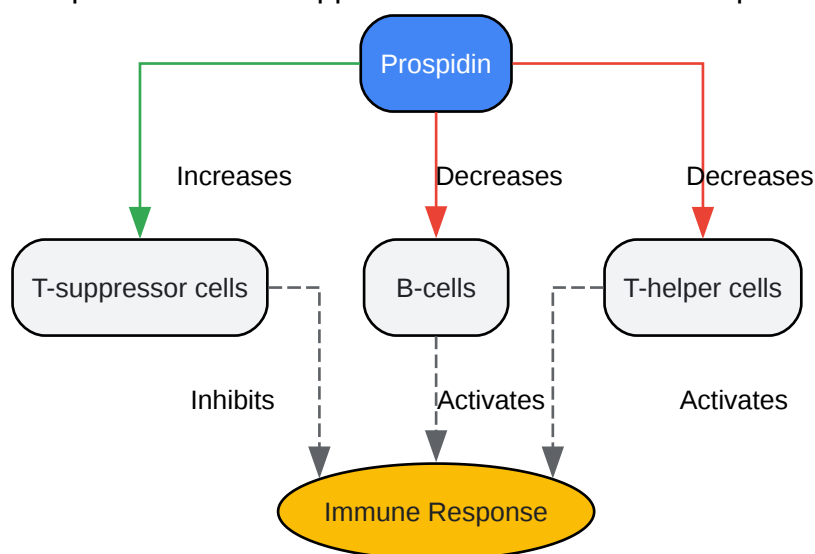 Prospidin
Increases
Decreases
Decreases
T-suppressor cells
B-cells
T-helper cells
Inhibits
Activates
Activates
Immune Response